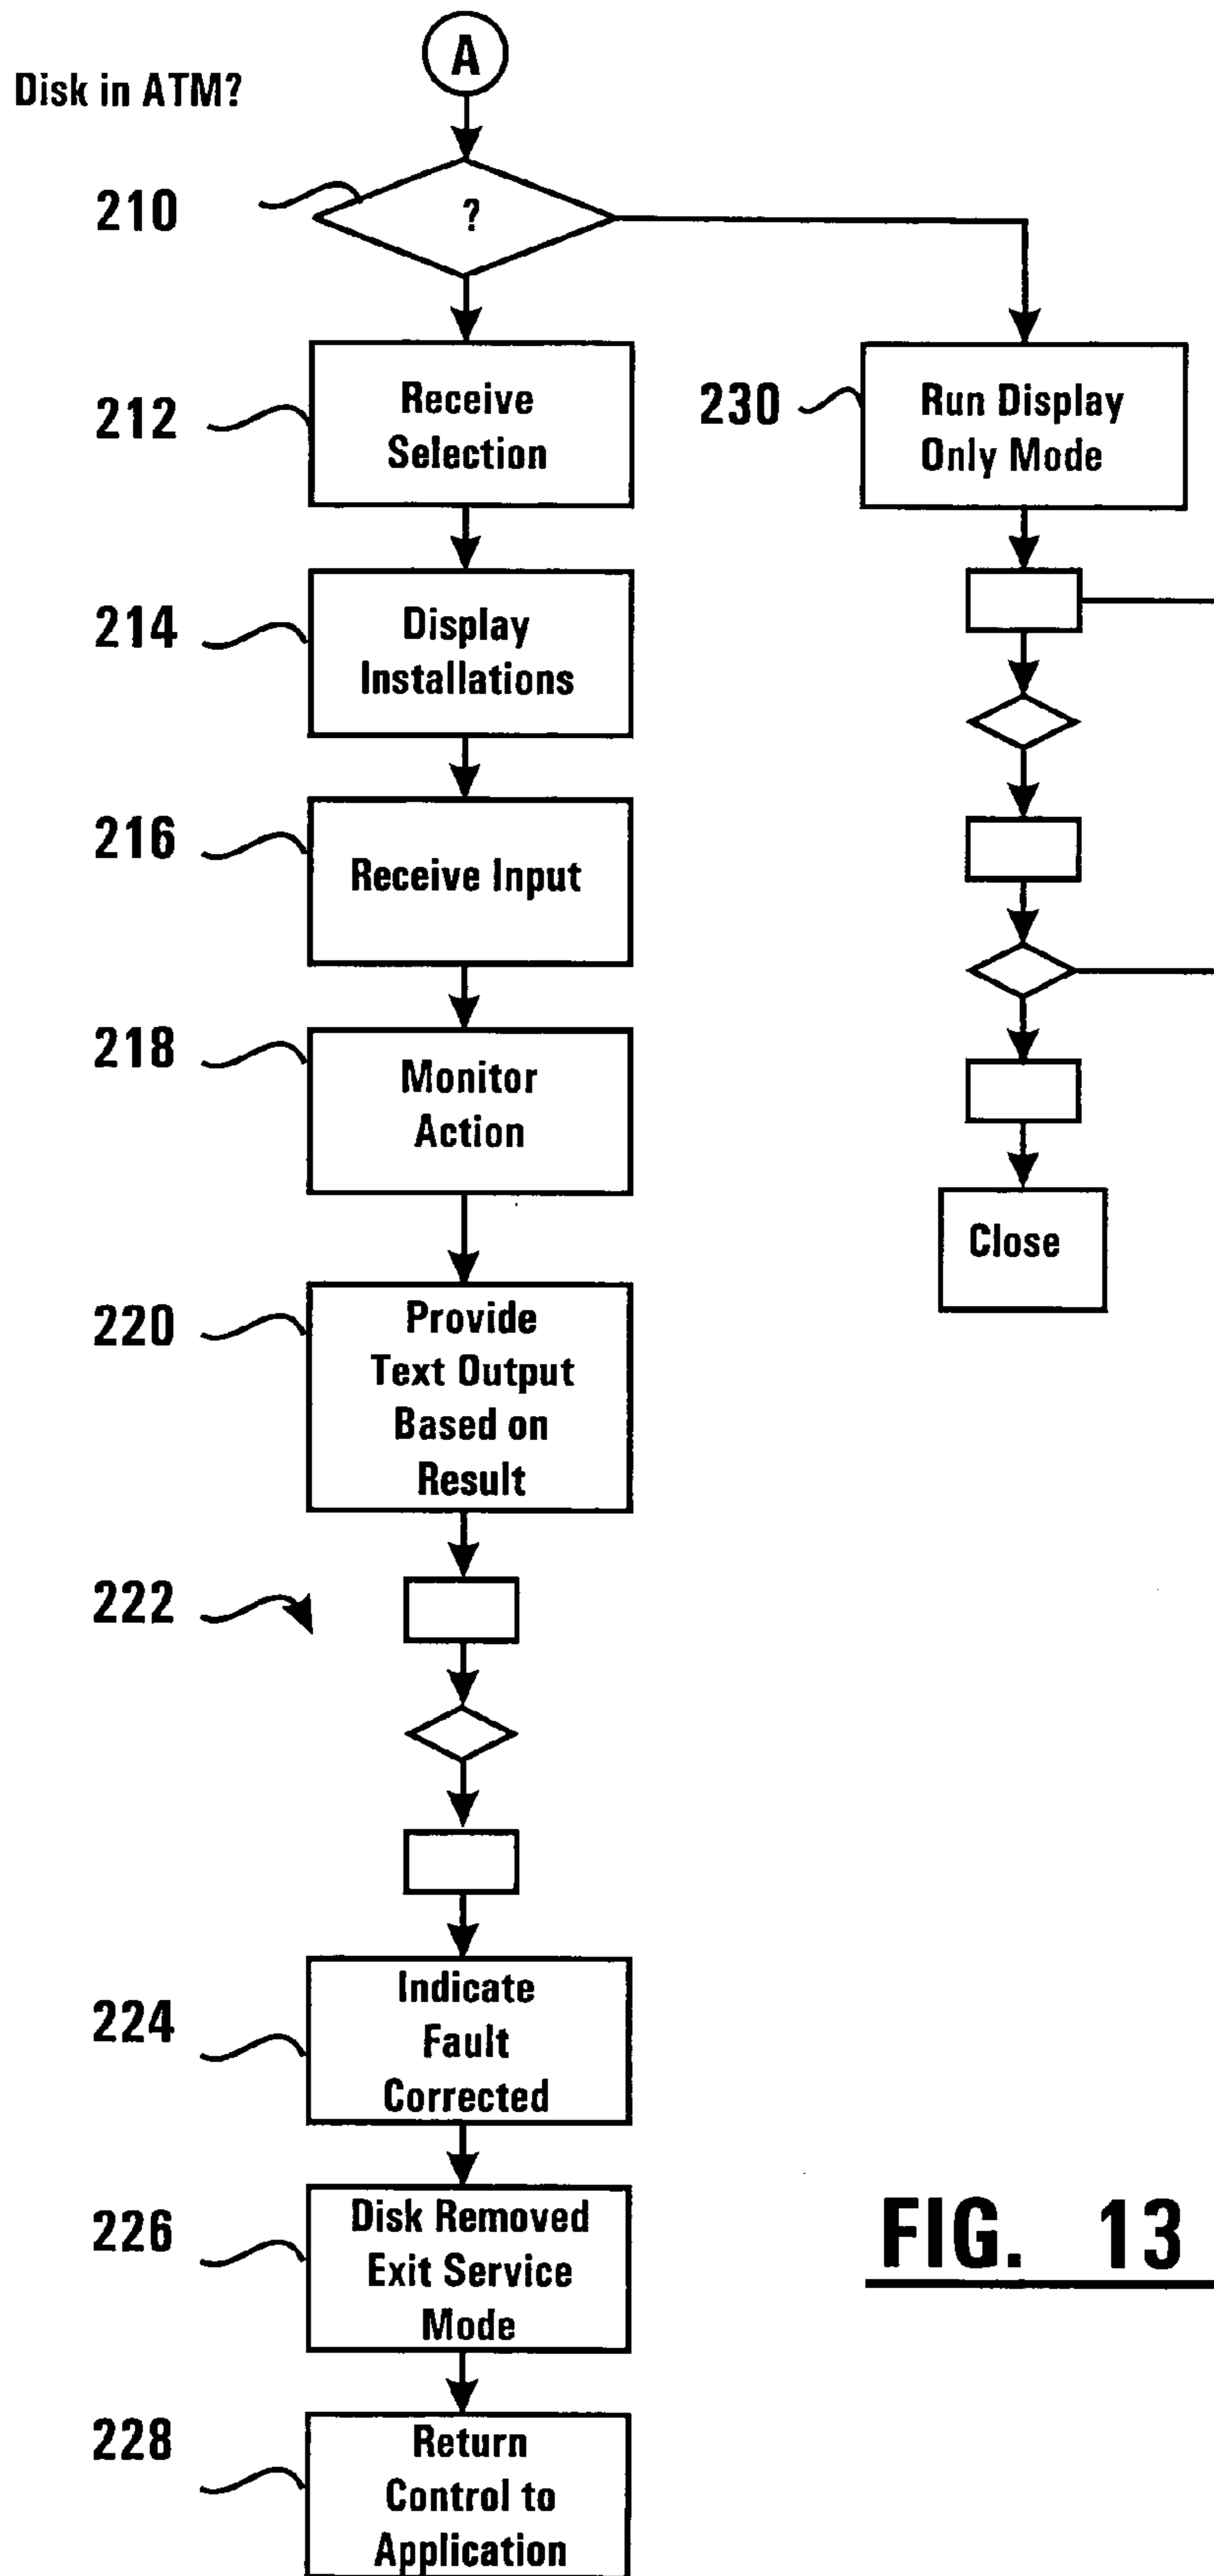 A
Disk in ATM?
210
?
212
Receive
Selection
230
Run Display
Only Mode
214
Display
Installations
216
Receive Input
218
Monitor
Action
Close
220
Provide
Text Output
Based on
Result
222
224
Indicate
Fault
Corrected
226
Disk Removed
Exit Service
Mode
FIG. 13
228
Return
Control to
Application